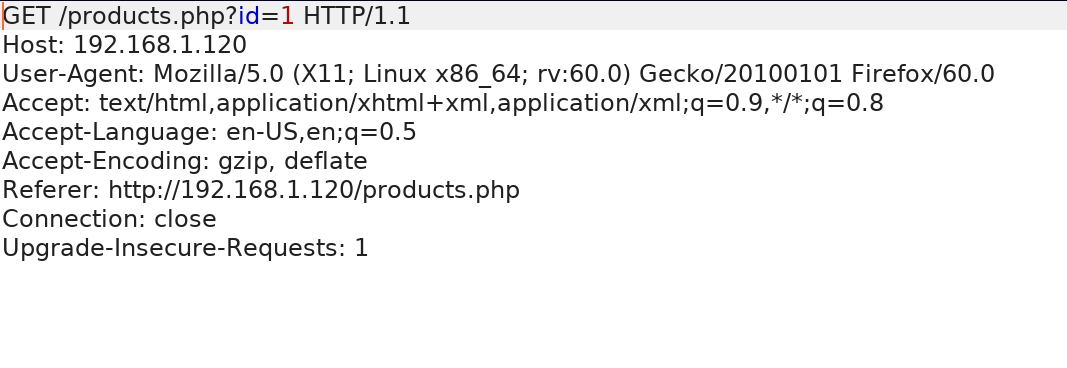 GET /products.php?id=1 HTTP/1.1
Host: 192.168.1.120
User-Agent: Mozilla/5.0 (X11; Linux x86_64; rv:60.0) Gecko/20100101 Firefox/60.0
Accept: text/html,application/xhtml+xml,application/xml;q=0.9,*/*;q=0.8
Accept-Language: en-US,en;q=0.5
Accept-Encoding: gzip, deflate
Referer: http://192.168.1.120/products.php
Connection: close
Upgrade-Insecure-Requests: 1